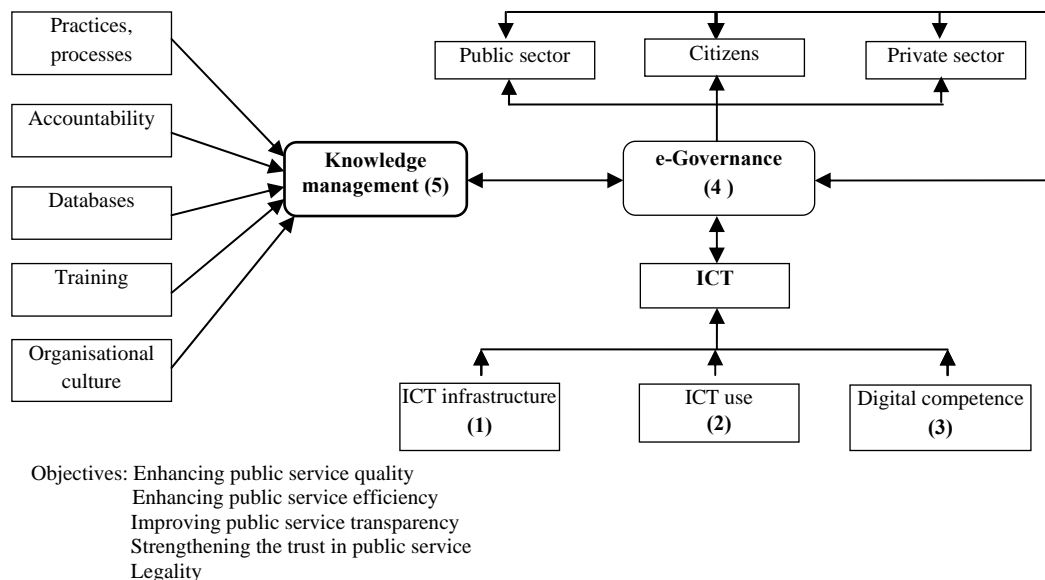 Practices,
processes
Accountability
Databases
Training
Organisational
culture
Knowledge
management (5)
Public sector
Citizens
Private sector
e-Governance
(4 )
ICT
ICT infrastructure
(1)
ICT use
(2)
Digital competence
(3)
Objectives: Enhancing public service quality
Enhancing public service efficiency
Improving public service transparency
Strengthening the trust in public service
Legality